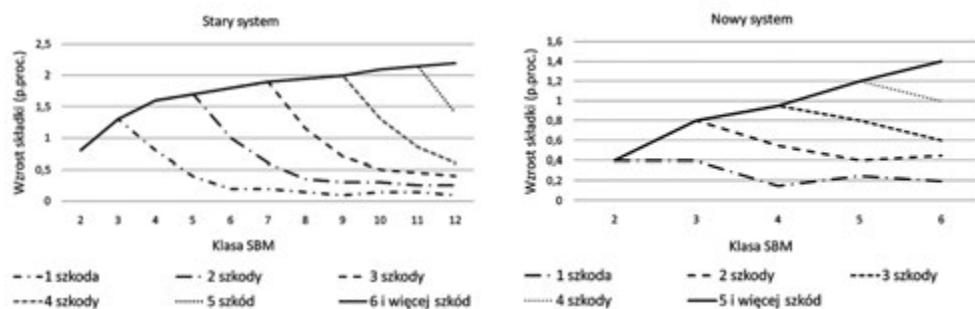 Stary system
Wzrost składki (p.proc.)
2,5
2
1,5
1
0,5
0
2 3 4 5 6 7 8 9 10 11 12
Klasa SBM
1 szkoda 2 szkody 3 szkody
4 szkody 5 szkód 6 i więcej szkód
Nowy system
Wzrost składki (p.proc.)
1,6
1,4
1,2
1
0,8
0,6
0,4
0,2
0
2 3 4 5 6
Klasa SBM
1 szkoda 2 szkody 3 szkody
4 szkody 5 i więcej szkód